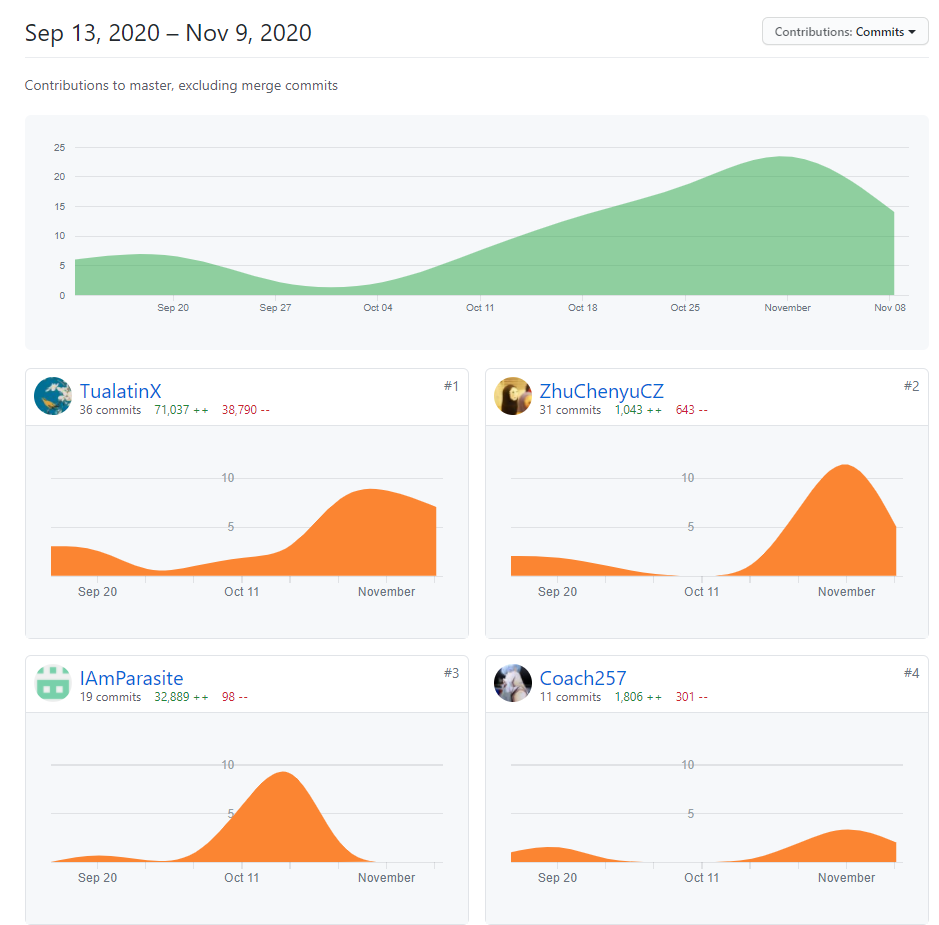 Sep 13, 2020 – Nov 9, 2020
Contributions: Commits
Contributions to master, excluding merge commits
25
20
15
10
5
0
Sep 20 Sep 27 Oct 04 Oct 11 Oct 18 Oct 25 November Nov 08
TualatinX #1
36 commits 71,037 ++ 38,790 --
10
5
Sep 20 Oct 11 November
ZhuChenyuCZ #2
31 commits 1,043 ++ 643 --
10
5
Sep 20 Oct 11 November
IAmParasite #3
19 commits 32,889 ++ 98 --
10
5
Sep 20 Oct 11 November
Coach257 #4
11 commits 1,806 ++ 301 --
10
5
Sep 20 Oct 11 November